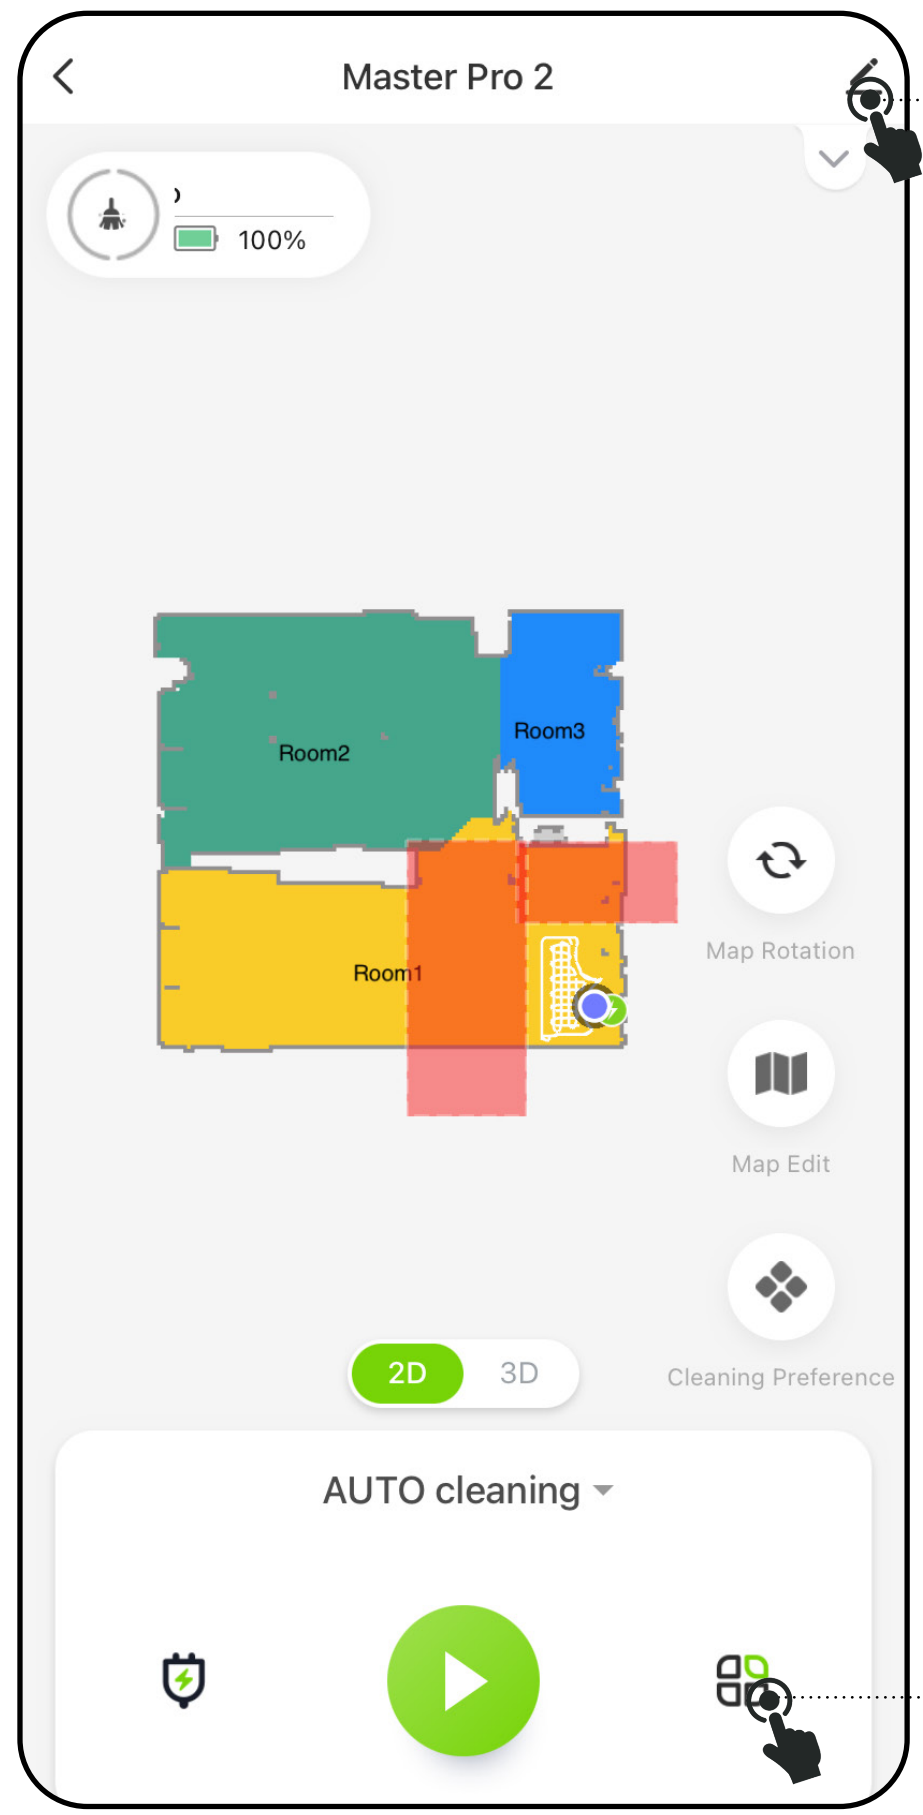 Master Pro 2
100%
Room3
Room2
Room1
Map Rotation
Map Edit
2D 3D
Cleaning Preference
AUTO cleaning